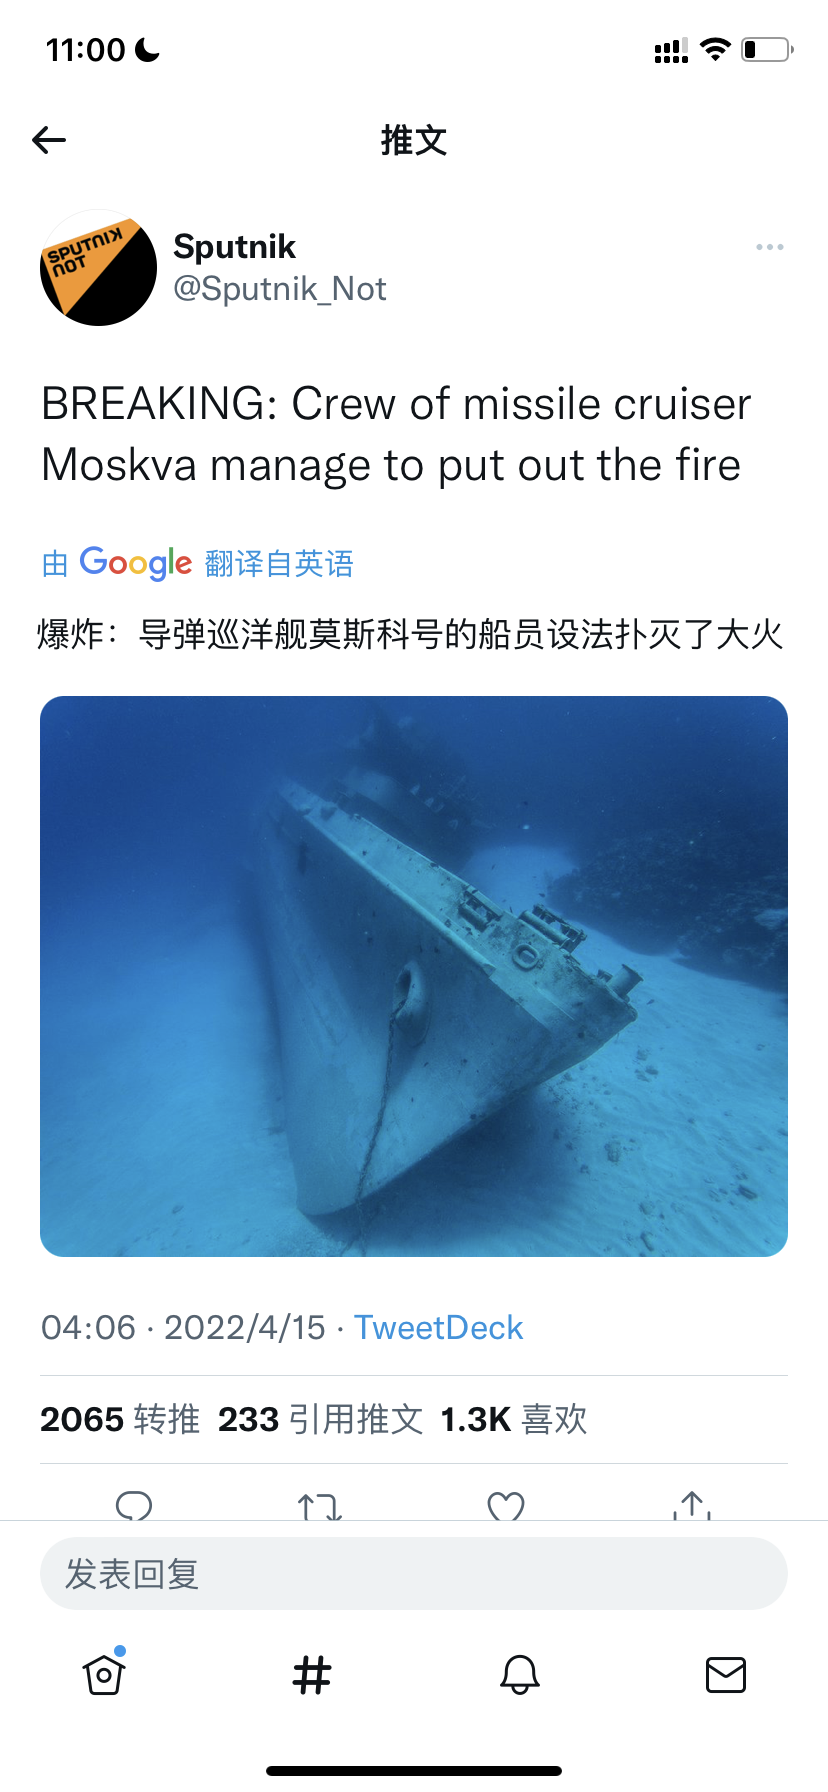 11:00
推文
SPUTNIK
NOT
Sputnik
@Sputnik_Not
BREAKING: Crew of missile cruiser
Moskva manage to put out the fire
由 Google 翻译自英语
爆炸：导弹巡洋舰莫斯科号的船员设法扑灭了大火
04:06 · 2022/4/15 · TweetDeck
2065 转推 233 引用推文 1.3K 喜欢
发表回复